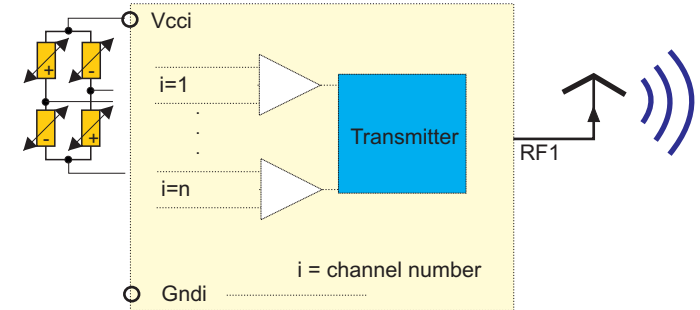 Vcci
+
-
i=1
-
+
.
.
.
Transmitter
RF1
i=n
i = channel number
Gndi